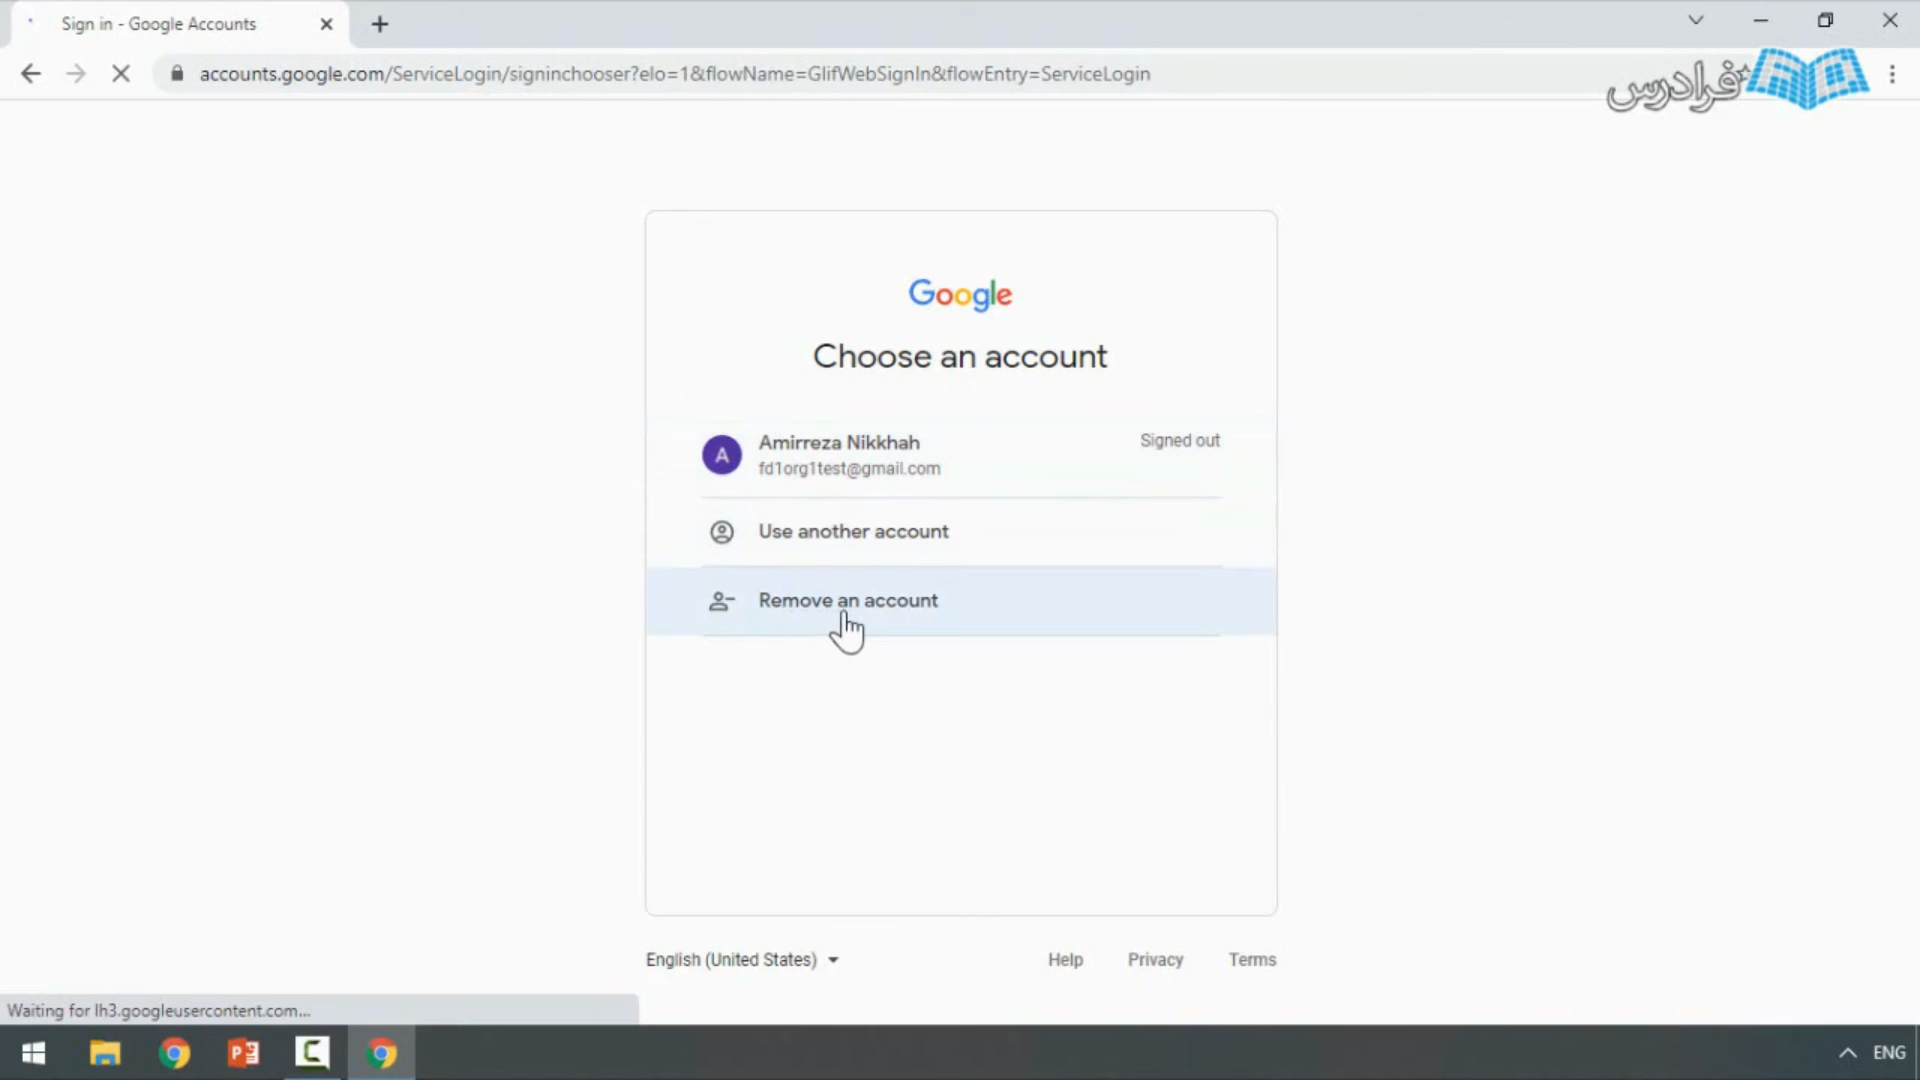 Sign in - Google Accounts
accounts.google.com/ServiceLogin/signinchooser?elo=1&flowName=GlifWebSignIn&flowEntry=ServiceLogin
فرادرس
Google
Choose an account
A
Amirreza Nikkhah
Signed out
fd1org1test@gmail.com
Use another account
Remove an account
English (United States)
Help
Privacy
Terms
Waiting for lh3.googleusercontent.com...
ENG